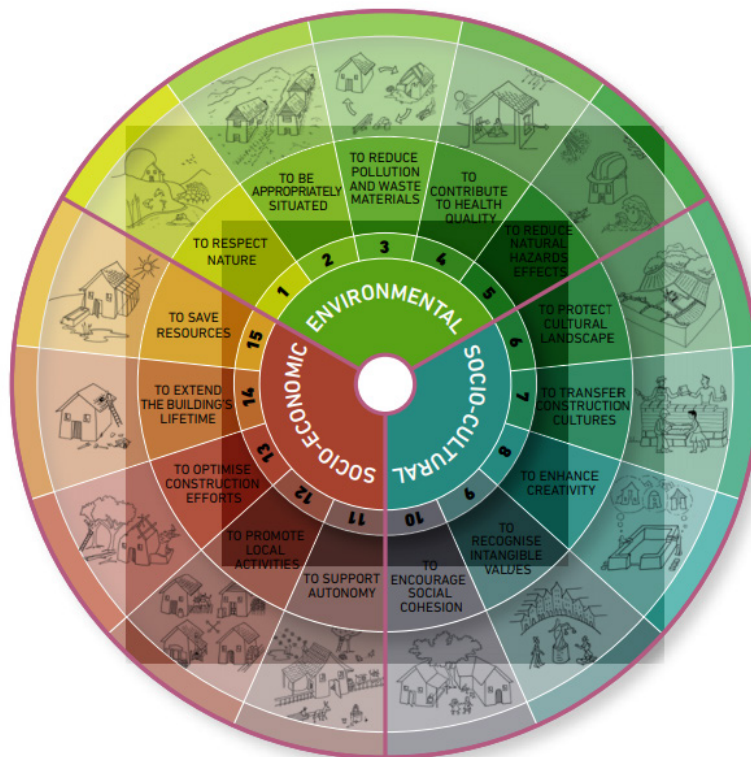 ENVIRONMENTAL
SOCIO-CULTURAL
SOCIO-ECONOMIC
1
TO RESPECT
NATURE
2
TO BE
APPROPRIATELY
SITUATED
3
TO REDUCE
POLLUTION
AND WASTE
MATERIALS
4
TO
CONTRIBUTE
TO HEALTH
QUALITY
5
TO REDUCE
NATURAL
HAZARDS
EFFECTS
6
TO PROTECT
CULTURAL
LANDSCAPE
7
TO TRANSFER
CONSTRUCTION
CULTURES
8
TO ENHANCE
CREATIVITY
9
TO
RECOGNISE
INTANGIBLE
VALUES
10
TO
ENCOURAGE
SOCIAL
COHESION
11
TO SUPPORT
AUTONOMY
12
TO PROMOTE
LOCAL
ACTIVITIES
13
TO OPTIMISE
CONSTRUCTION
EFFORTS
14
TO EXTEND
THE BUILDING'S
LIFETIME
15
TO SAVE
RESOURCES